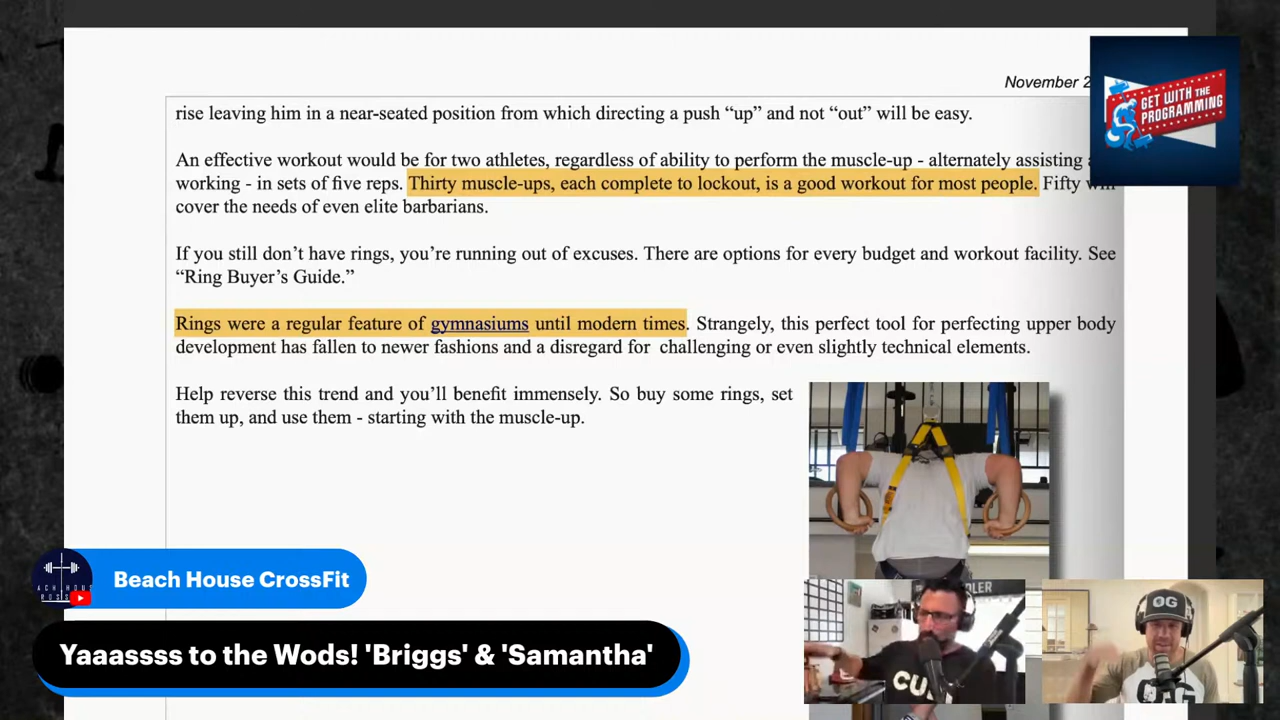 November 2
rise leaving him in a near-seated position from which directing a push “up” and not “out” will be easy.
GET WITH THE
PROGRAMMING
An effective workout would be for two athletes, regardless of ability to perform the muscle-up - alternately assisting
working - in sets of five reps. Thirty muscle-ups, each complete to lockout, is a good workout for most people. Fifty will
cover the needs of even elite barbarians.
If you still don’t have rings, you’re running out of excuses. There are options for every budget and workout facility. See
“Ring Buyer’s Guide.”
Rings were a regular feature of gymnasiums until modern times. Strangely, this perfect tool for perfecting upper body
development has fallen to newer fashions and a disregard for challenging or even slightly technical elements.
Help reverse this trend and you’ll benefit immensely. So buy some rings, set
them up, and use them - starting with the muscle-up.
Beach House CrossFit
Yaaassss to the Wods! 'Briggs' & 'Samantha'
OG